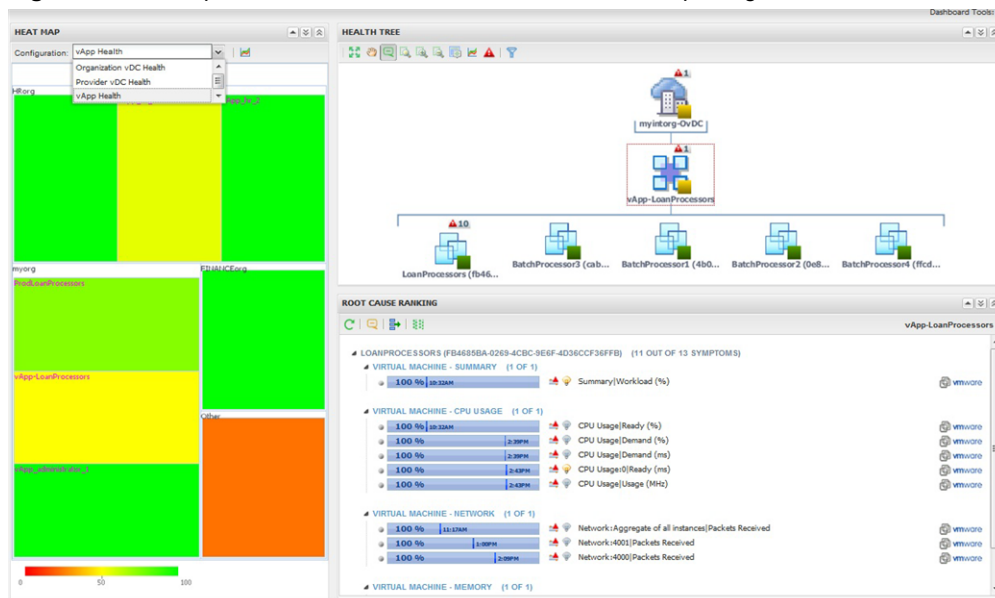 Dashboard Tools:
HEAT MAP
Configuration: vApp Health
Organization vDC Health
Provider vDC Health
vApp Health
HRorg
vApp_hr_2
myorg
FINANCEorg
ProdLoanProcessors
vApp-LoanProcessors
Other
vApp_administrator_1
0 50 100
HEALTH TREE
1
myintorg-OvDC
1
vApp-LoanProcessors
10
LoanProcessors (fb46...
BatchProcessor3 (cab...
BatchProcessor1 (4b0...
BatchProcessor2 (0e8...
BatchProcessor4 (ffcd...
ROOT CAUSE RANKING
vApp-LoanProcessors
LOANPROCESSORS (FB4685BA-0269-4CBC-9E6F-4D36CCF36FFB) (11 OUT OF 13 SYMPTOMS)
VIRTUAL MACHINE - SUMMARY (1 OF 1)
100 % 10:32AM Summary|Workload (%) vmware
VIRTUAL MACHINE - CPU USAGE (1 OF 1)
100 % 10:32AM CPU Usage|Ready (%) vmware
100 % 2:39PM CPU Usage|Demand (%) vmware
100 % 2:39PM CPU Usage|Demand (ms) vmware
100 % 2:43PM CPU Usage:0|Ready (ms) vmware
100 % 2:43PM CPU Usage|Usage (MHz) vmware
VIRTUAL MACHINE - NETWORK (1 OF 1)
100 % 11:17AM Network:Aggregate of all instances|Packets Received vmware
100 % 1:08PM Network:4001|Packets Received vmware
100 % 2:09PM Network:4000|Packets Received vmware
VIRTUAL MACHINE - MEMORY (1 OF 1)